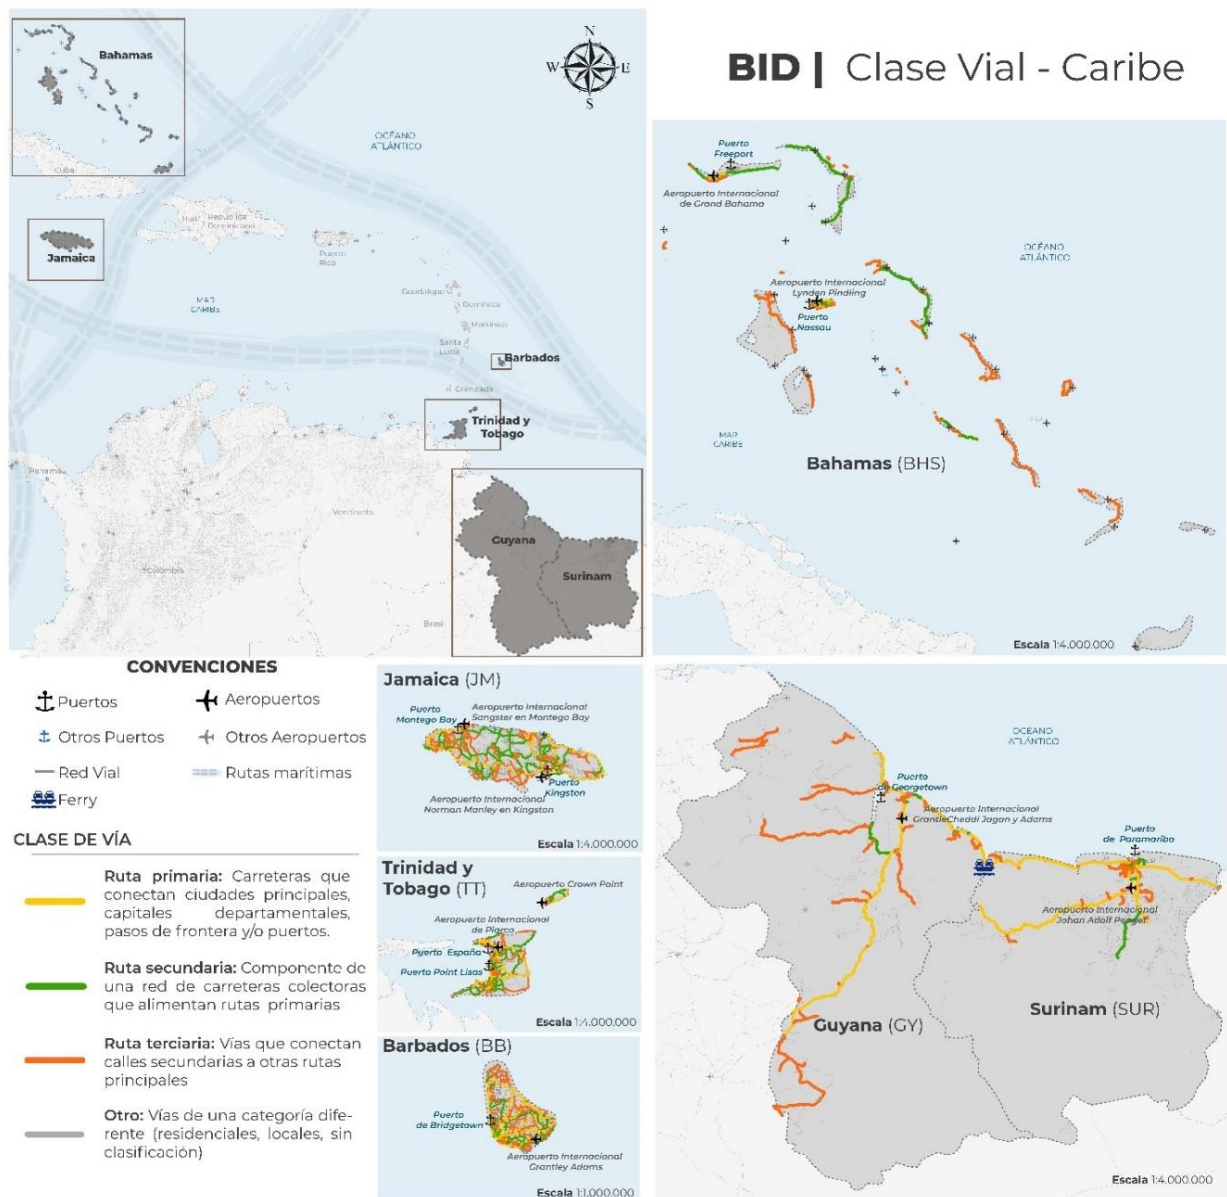 BID | Clase Vial - Caribe
Bahamas
N
W
E
S
OCÉANO
ATLÁNTICO
Cuba
Haití
República
Dominicana
Puerto
Rico
Jamaica
MAR
CARIBE
Guadalupe
Dominica
Martinica
Santa
Lucía
Barbados
Granada
Trinidad y
Tobago
Panamá
Venezuela
Colombia
Brasil
Guyana
Surinam
Puerto
Freeport
Aeropuerto Internacional
de Grand Bahama
OCÉANO
ATLÁNTICO
Aeropuerto Internacional
Lynden Pindling
Puerto
Nassau
MAR
CARIBE
Bahamas (BHS)
Escala 1:4.000.000
CONVENCIONES
Puertos
Aeropuertos
Otros Puertos
Otros Aeropuertos
Red Vial
Rutas marítimas
Ferry
CLASE DE VÍA
Ruta primaria: Carreteras que
conectan ciudades principales,
capitales departamentales,
pasos de frontera y/o puertos.
Ruta secundaria: Componente de
una red de carreteras colectoras
que alimentan rutas primarias
Ruta terciaria: Vías que conectan
calles secundarias a otras rutas
principales
Otro: Vías de una categoría dife-
rente (residenciales, locales, sin
clasificación)
Jamaica (JM)
Puerto
Montego Bay
Aeropuerto Internacional
Sangster en Montego Bay
Puerto
Kingston
Aeropuerto Internacional
Norman Manley en Kingston
Escala 1:4.000.000
Trinidad y
Tobago (TT)
Aeropuerto Crown Point
Aeropuerto Internacional
de Piarco
Puerto España
Puerto Point Lisas
Escala 1:4.000.000
Barbados (BB)
Puerto
de Bridgetown
Aeropuerto Internacional
Grantley Adams
Escala 1:1.000.000
OCEANO
ATLÁNTICO
Puerto
de Georgetown
Aeropuerto Internacional
GrantleCheddi Jagan y Adams
Puerto
de Paramaribo
Aeropuerto Internacional
Johan Adolf Pengel
Guyana (GY)
Surinam (SUR)
Escala 1:4.000.000